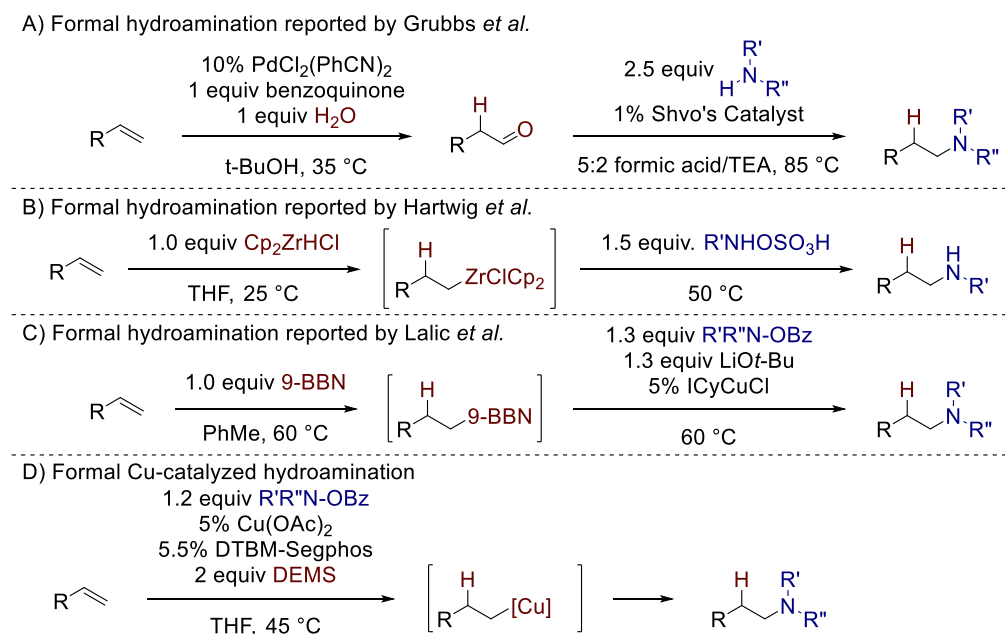 A) Formal hydroamination reported by Grubbs et al.
10% PdCl₂(PhCN)₂
1 equiv benzoquinone
1 equiv H₂O
t-BuOH, 35 °C
2.5 equiv
R'
H N R"
1% Shvo's Catalyst
5:2 formic acid/TEA, 85 °C
R
H
R O
H R'
R N R"
B) Formal hydroamination reported by Hartwig et al.
1.0 equiv Cp₂ZrHCl
THF, 25 °C
1.5 equiv. R'NHOSO₃H
50 °C
R
H
R ZrClCp₂
H H
R N R'
C) Formal hydroamination reported by Lalic et al.
1.0 equiv 9-BBN
PhMe, 60 °C
1.3 equiv R'R"N-OBz
1.3 equiv LiOt-Bu
5% ICyCuCl
60 °C
R
H
R 9-BBN
H R'
R N R"
D) Formal Cu-catalyzed hydroamination
1.2 equiv R'R"N-OBz
5% Cu(OAc)₂
5.5% DTBM-Segphos
2 equiv DEMS
THF, 45 °C
R
H
R [Cu]
H R'
R N R"